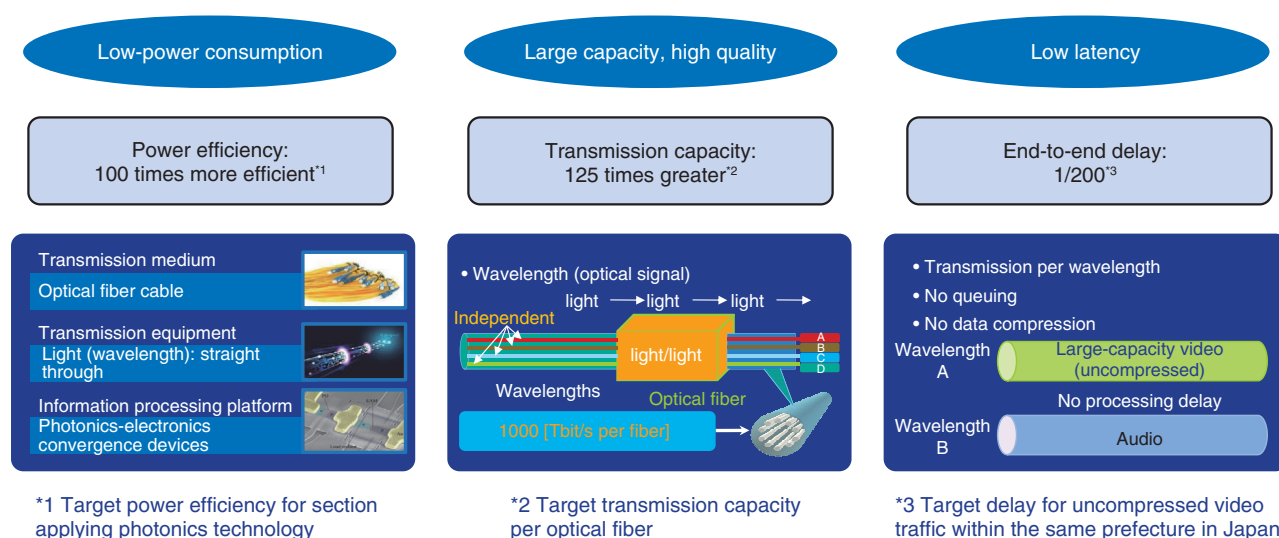 Low-power consumption
Power efficiency:
100 times more efficient*1
Transmission medium
Optical fiber cable
Transmission equipment
Light (wavelength): straight
through
Information processing platform
Photonics-electronics
convergence devices
*1 Target power efficiency for section
applying photonics technology
Large capacity, high quality
Transmission capacity:
125 times greater*2
• Wavelength (optical signal)
light → light → light →
Independent
light/light
A
B
C
D
Wavelengths
Optical fiber
1000 [Tbit/s per fiber]
*2 Target transmission capacity
per optical fiber
Low latency
End-to-end delay:
1/200*3
• Transmission per wavelength
• No queuing
• No data compression
Wavelength
A
Large-capacity video
(uncompressed)
No processing delay
Wavelength
B
Audio
*3 Target delay for uncompressed video
traffic within the same prefecture in Japan